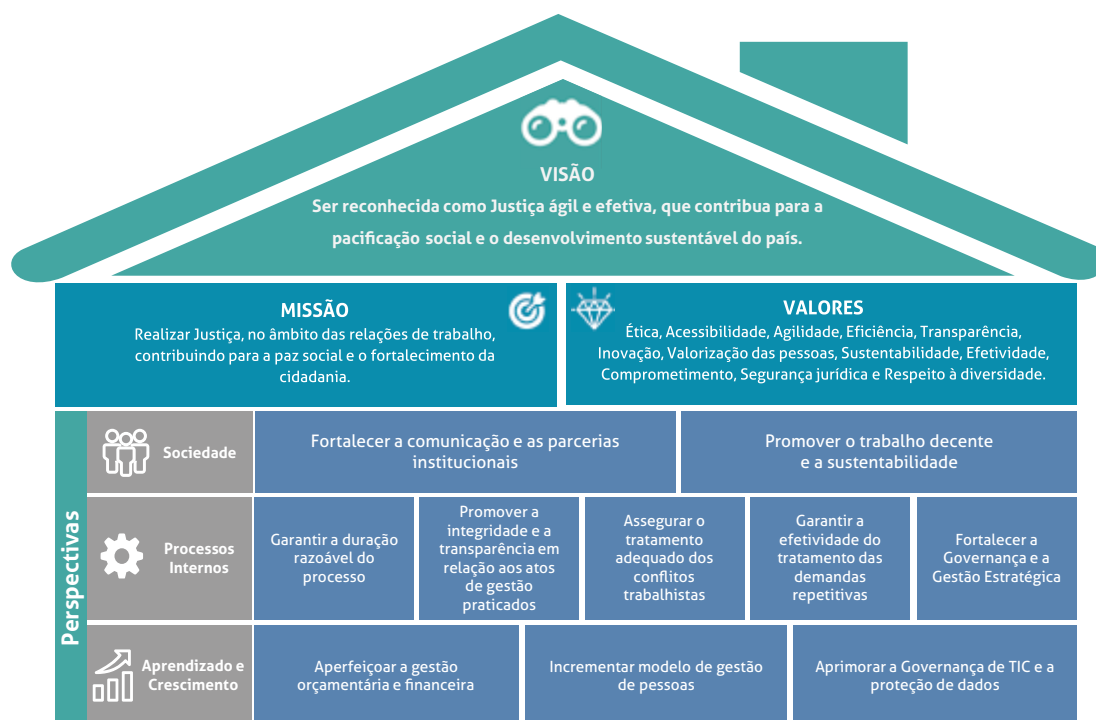 VISÃO
Ser reconhecida como Justiça ágil e efetiva, que contribua para a
pacificação social e o desenvolvimento sustentável do país.
MISSÃO
Realizar Justiça, no âmbito das relações de trabalho,
contribuindo para a paz social e o fortalecimento da
cidadania.
VALORES
Ética, Acessibilidade, Agilidade, Eficiência, Transparência,
Inovação, Valorização das pessoas, Sustentabilidade, Efetividade,
Comprometimento, Segurança jurídica e Respeito à diversidade.
Perspectivas
Sociedade
Fortalecer a comunicação e as parcerias
institucionais
Promover o trabalho decente
e a sustentabilidade
Processos
Internos
Garantir a duração
razoável do
processo
Promover a
integridade e a
transparência em
relação aos atos
de gestão
praticados
Assegurar o
tratamento
adequado dos
conflitos
trabalhistas
Garantir a
efetividade do
tratamento das
demandas
repetitivas
Fortalecer a
Governança e a
Gestão Estratégica
Aprendizado e
Crescimento
Aperfeiçoar a gestão
orçamentária e financeira
Incrementar modelo de gestão
de pessoas
Aprimorar a Governança de TIC e a
proteção de dados